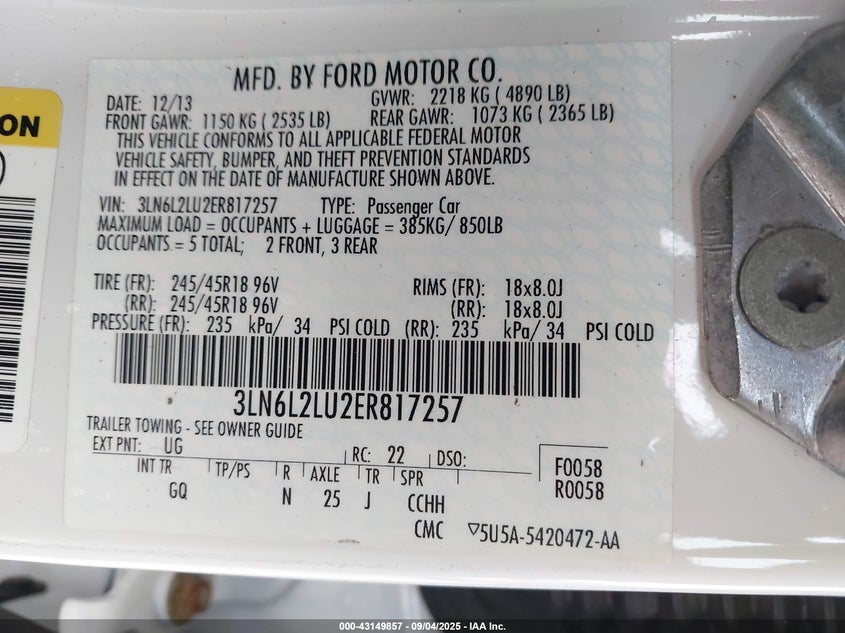 MFD. BY FORD MOTOR CO.
DATE: 12/13 GVWR: 2218 KG ( 4890 LB)
FRONT GAWR: 1150 KG ( 2535 LB) REAR GAWR: 1073 KG ( 2365 LB)
THIS VEHICLE CONFORMS TO ALL APPLICABLE FEDERAL MOTOR
VEHICLE SAFETY, BUMPER, AND THEFT PREVENTION STANDARDS
IN EFFECT ON THE DATE OF MANUFACTURE SHOWN ABOVE.
VIN: 3LN6L2LU2ER817257 TYPE: Passenger Car
MAXIMUM LOAD = OCCUPANTS + LUGGAGE = 385KG/ 850LB
OCCUPANTS = 5 TOTAL; 2 FRONT, 3 REAR
TIRE (FR): 245/45R18 96V RIMS (FR): 18x8.0J
(RR): 245/45R18 96V (RR): 18x8.0J
PRESSURE (FR): 235 kPa/ 34 PSI COLD (RR): 235 kPa/ 34 PSI COLD
3LN6L2LU2ER817257
TRAILER TOWING - SEE OWNER GUIDE
EXT PNT: UG RC: 22 DSO:
INT TR TP/PS R AXLE TR SPR F0058
GQ N 25 J CCHH R0058
CMC ▽5U5A-5420472-AA
ON
000-43149857 - 09/04/2025 - IAA Inc.